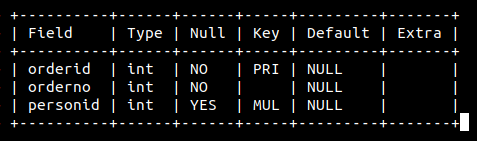 +----------+------+------+-----+---------+-------+
| Field    | Type | Null | Key | Default | Extra |
+----------+------+------+-----+---------+-------+
| orderid  | int  | NO   | PRI | NULL    |       |
| orderno  | int  | NO   |     | NULL    |       |
| personid | int  | YES  | MUL | NULL    |       |
+----------+------+------+-----+---------+-------+